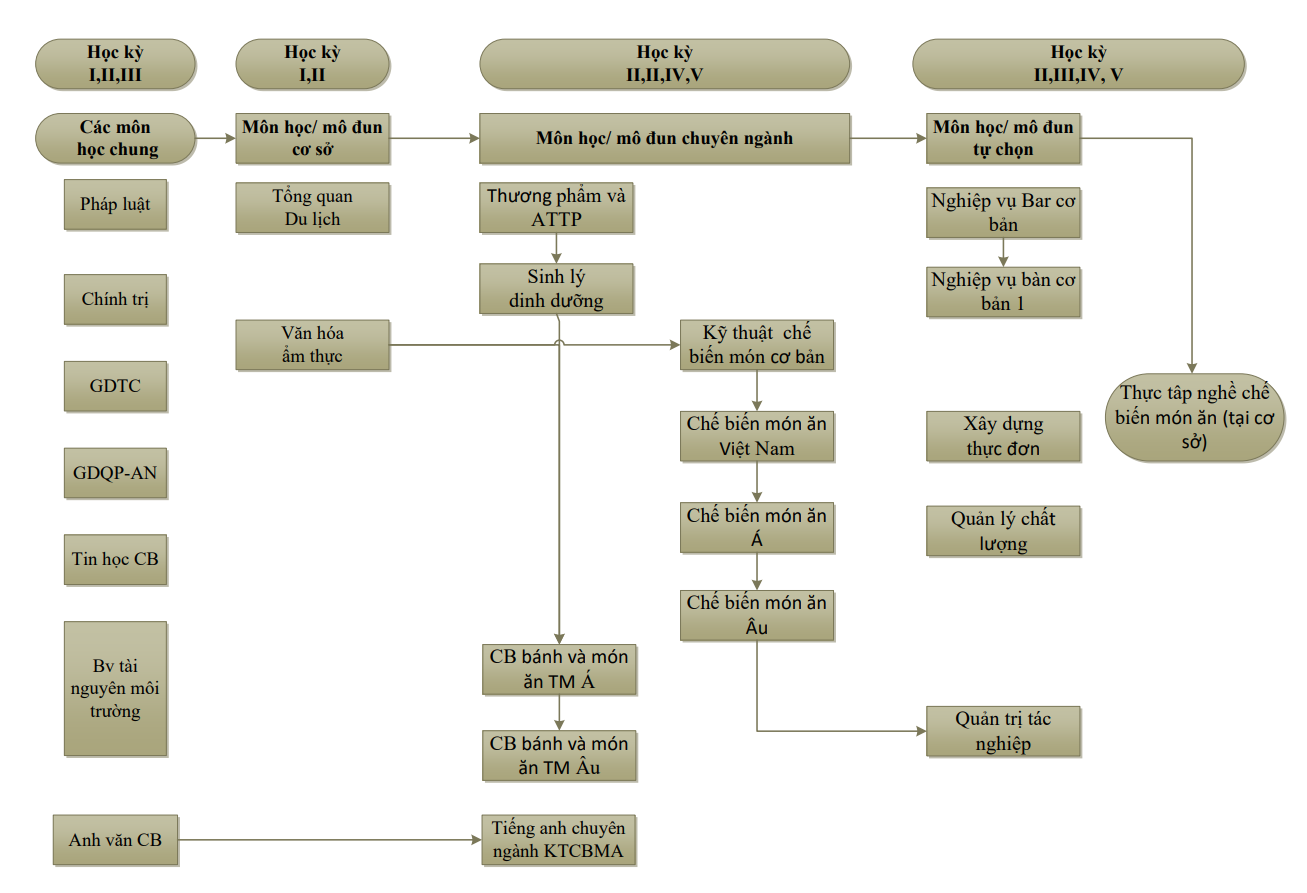 Học kỳ
I,II,III
Học kỳ
I,II
Học kỳ
II,II,IV,V
Học kỳ
II,III,IV, V
Các môn
học chung
Môn học/ mô đun
cơ sở
Môn học/ mô đun chuyên ngành
Môn học/ mô đun
tự chọn
Pháp luật
Tổng quan
Du lịch
Thương phẩm và
ATTP
Nghiệp vụ Bar cơ
bản
Sinh lý
dinh dưỡng
Nghiệp vụ bàn cơ
bản 1
Chính trị
Văn hóa
ẩm thực
Kỹ thuật  chế
biến món cơ bản
GDTC
Thực tâp nghề chế
biến món ăn (tại cơ
sở)
Chế biến món ăn
Việt Nam
Xây dựng
thực đơn
GDQP-AN
Chế biến món ăn
Á
Quản lý chất
lượng
Tin học CB
Chế biến món ăn
Âu
Bv tài
nguyên môi
trường
CB bánh và món
ăn TM Á
Quản trị tác
nghiệp
CB bánh và món
ăn TM Âu
Anh văn CB
Tiếng anh chuyên
ngành KTCBMA